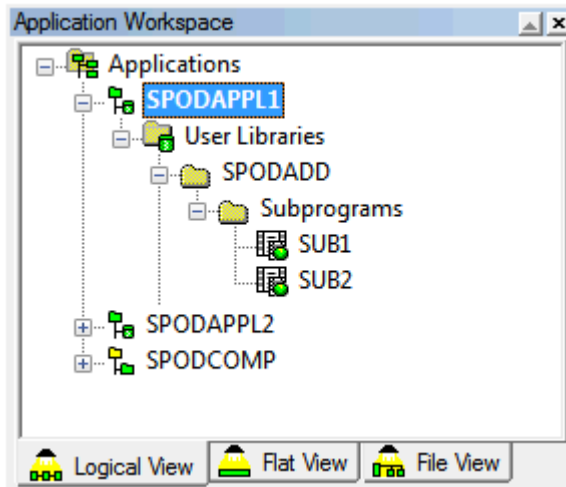 Application Workspace
Applications
SPODAPPL1
User Libraries
SPODADD
Subprograms
SUB1
SUB2
SPODAPPL2
SPODCOMP
Logical View Flat View File View